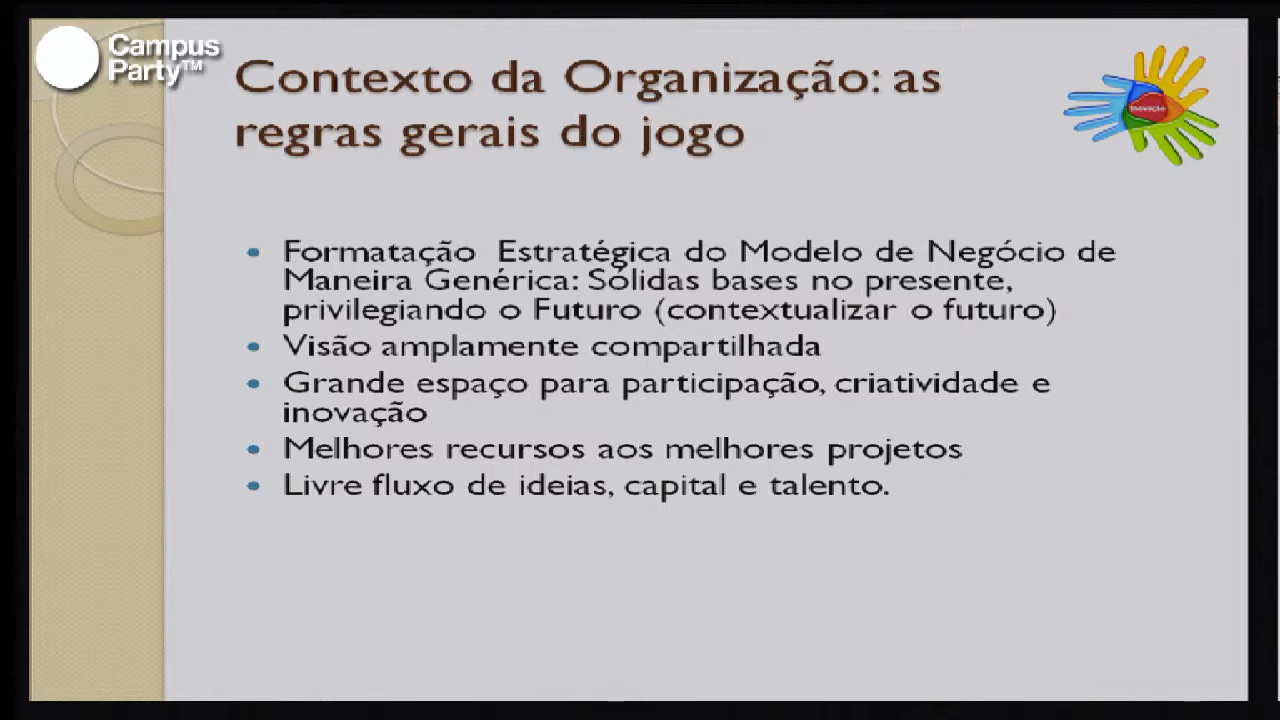 Campus
Party™
Contexto da Organização: as
regras gerais do jogo
Inovação
Formatação Estratégica do Modelo de Negócio de
Maneira Genérica: Sólidas bases no presente,
privilegiando o Futuro (contextualizar o futuro)
Visão amplamente compartilhada
Grande espaço para participação, criatividade e
inovação
Melhores recursos aos melhores projetos
Livre fluxo de ideias, capital e talento.